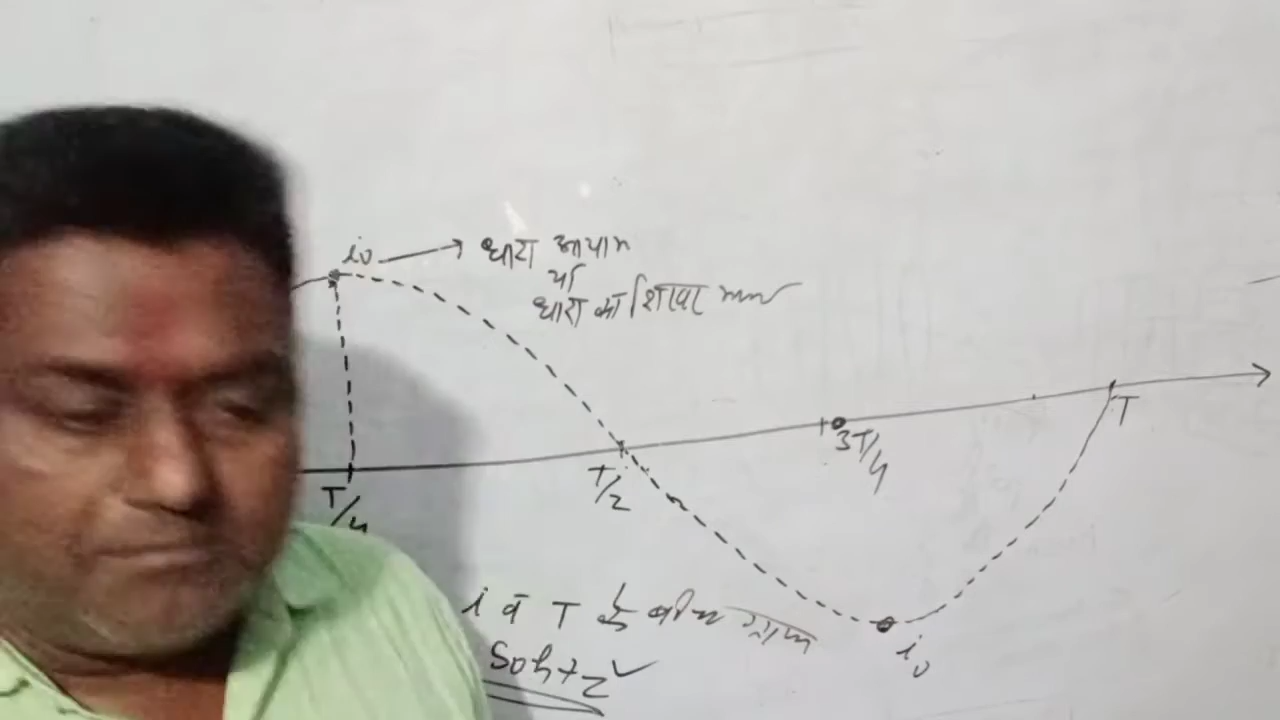 i₀ → धारा आयाम
या
धारा का शिखर मान
T/4
T/2
3T/4
T
i₀
i व T के बीच ग्राफ
50Hz